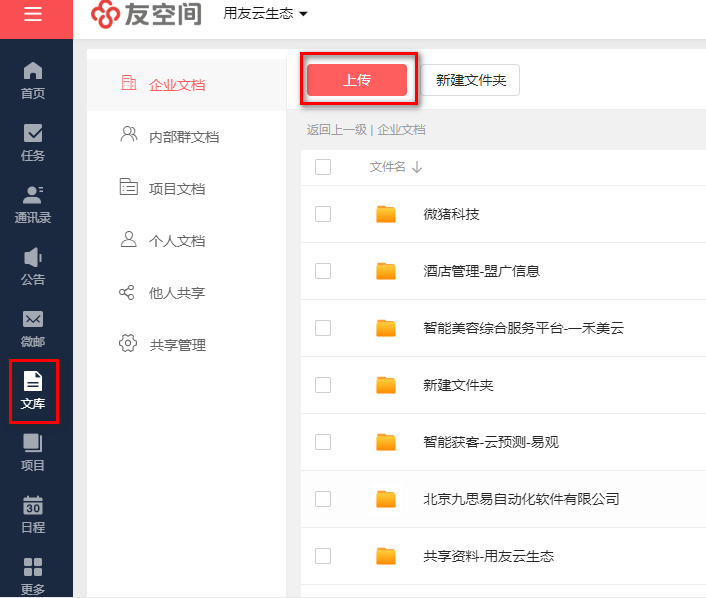 友空间
用友云生态
首页
任务
通讯录
公告
微邮
文库
项目
30
日程
更多
企业文档
内部群文档
项目文档
个人文档
他人共享
共享管理
上传
新建文件夹
返回上一级 | 企业文档
文件名
微猪科技
酒店管理-盟广信息
智能美容综合服务平台-一禾美云
新建文件夹
智能获客-云预测-易观
北京九思易自动化软件有限公司
共享资料-用友云生态